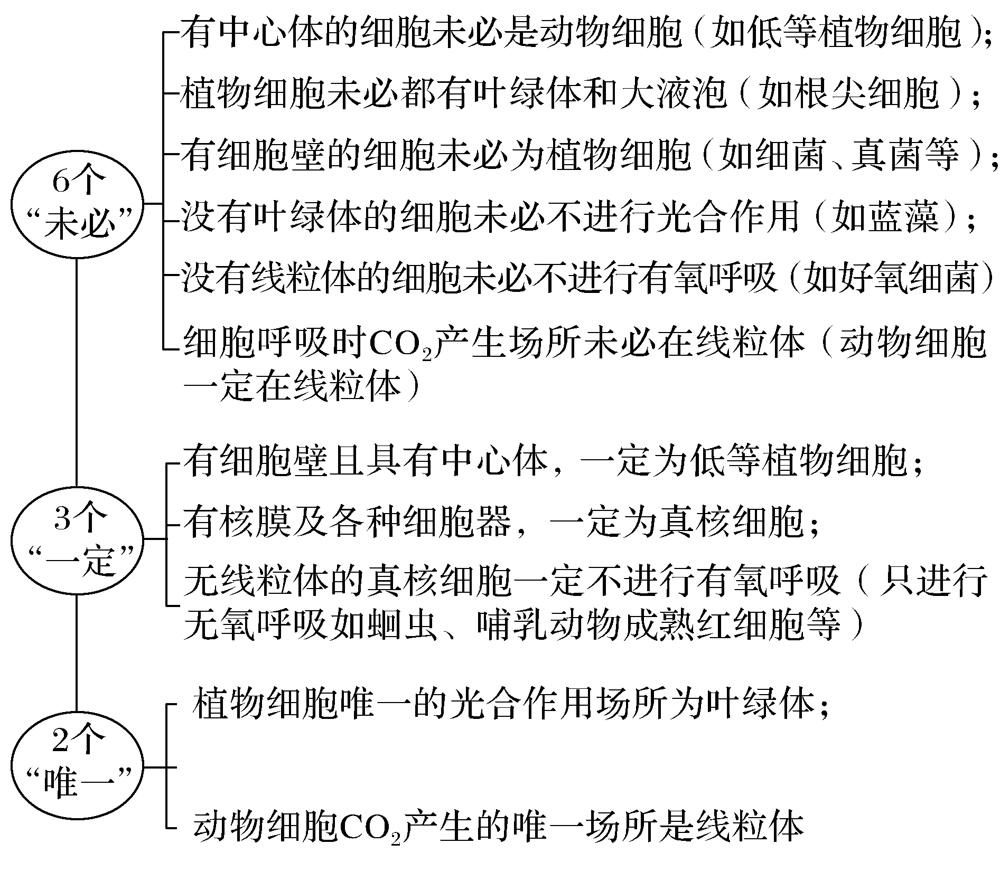 6个
“未必”
有中心体的细胞未必是动物细胞（如低等植物细胞）；
植物细胞未必都有叶绿体和大液泡（如根尖细胞）；
有细胞壁的细胞未必为植物细胞（如细菌、真菌等）；
没有叶绿体的细胞未必不进行光合作用（如蓝藻）；
没有线粒体的细胞未必不进行有氧呼吸（如好氧细菌）
细胞呼吸时CO₂产生场所未必在线粒体（动物细胞
一定在线粒体）
3个
“一定”
有细胞壁且具有中心体，一定为低等植物细胞；
有核膜及各种细胞器，一定为真核细胞；
无线粒体的真核细胞一定不进行有氧呼吸（只进行
无氧呼吸如蛔虫、哺乳动物成熟红细胞等）
2个
“唯一”
植物细胞唯一的光合作用场所为叶绿体；
动物细胞CO₂产生的唯一场所是线粒体